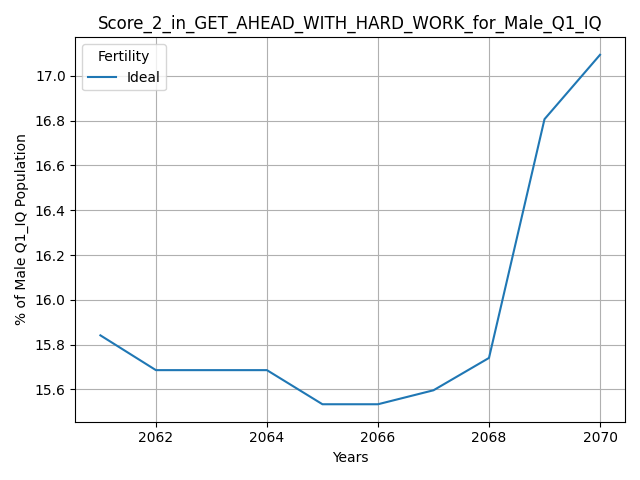 Score_2_in_GET_AHEAD_WITH_HARD_WORK_for_Male_Q1_IQ
Fertility
Ideal
% of Male Q1_IQ Population
17.0
16.8
16.6
16.4
16.2
16.0
15.8
15.6
2062 2064 2066 2068 2070
Years